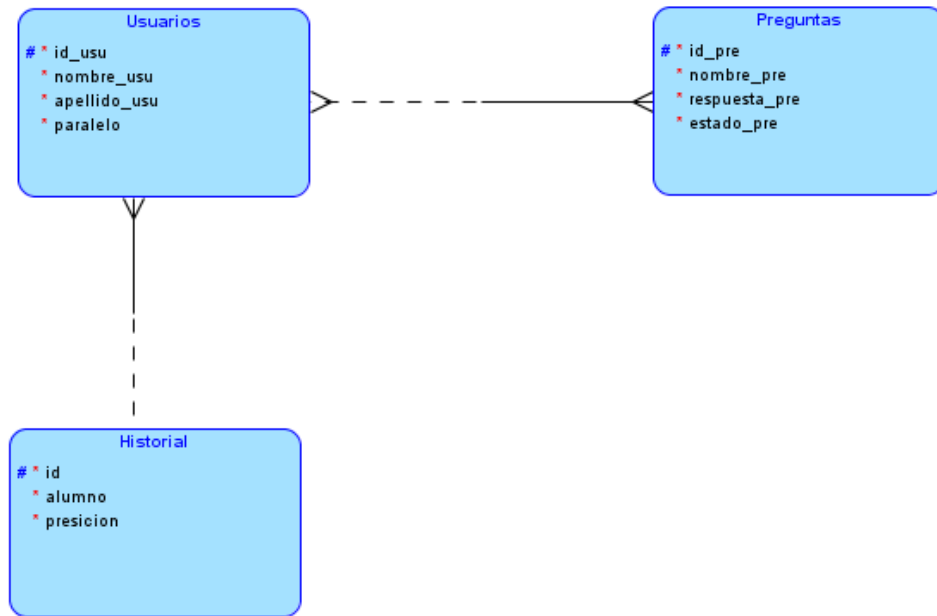 Usuarios
# * id_usu
* nombre_usu
* apellido_usu
* paralelo
Preguntas
# * id_pre
* nombre_pre
* respuesta_pre
* estado_pre
Historial
# * id
* alumno
* presicion